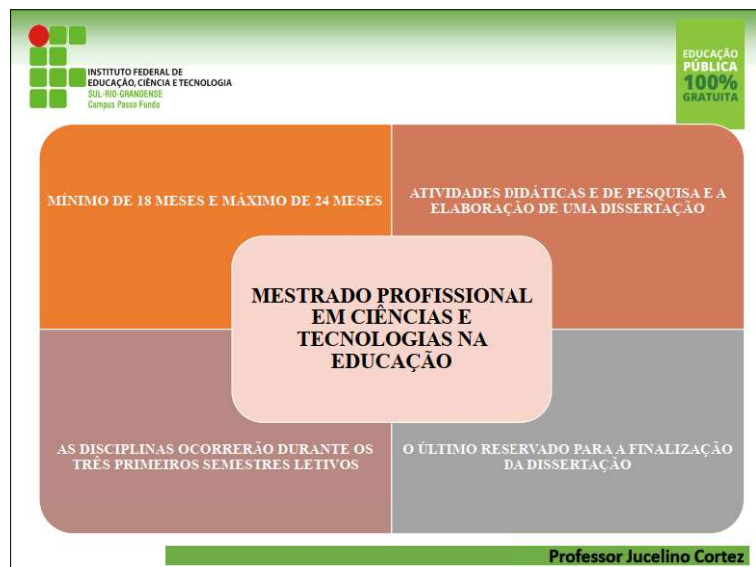 INSTITUTO FEDERAL DE
EDUCAÇÃO, CIÊNCIA E TECNOLOGIA
SUL-RIO-GRANDENSE
Campus Passo Fundo
EDUCAÇÃO
PÚBLICA
100%
GRATUITA
MÍNIMO DE 18 MESES E MÁXIMO DE 24 MESES
ATIVIDADES DIDÁTICAS E DE PESQUISA E A
ELABORAÇÃO DE UMA DISSERTAÇÃO
MESTRADO PROFISSIONAL
EM CIÊNCIAS E
TECNOLOGIAS NA
EDUCAÇÃO
AS DISCIPLINAS OCORRERÃO DURANTE OS
TRÊS PRIMEIROS SEMESTRES LETIVOS
O ÚLTIMO RESERVADO PARA A FINALIZAÇÃO
DA DISSERTAÇÃO
Professor Jucelino Cortez